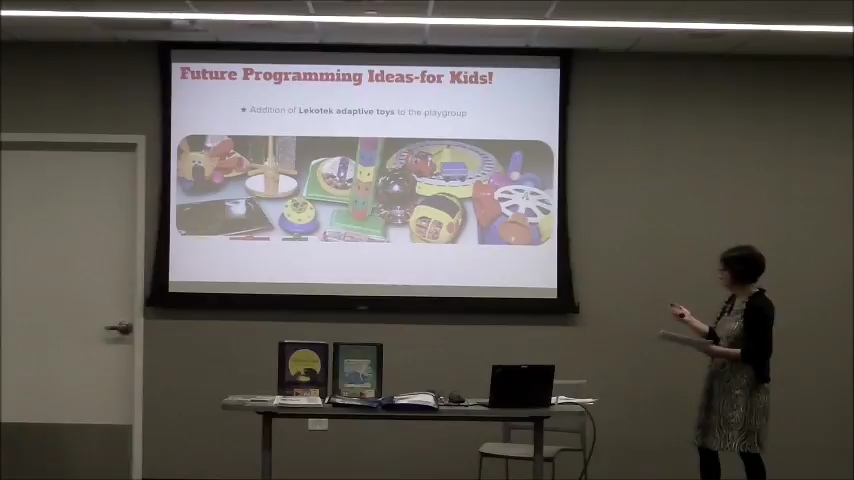 Future Programming Ideas-for Kids!
★ Addition of Lekotek adaptive toys to the playgroup